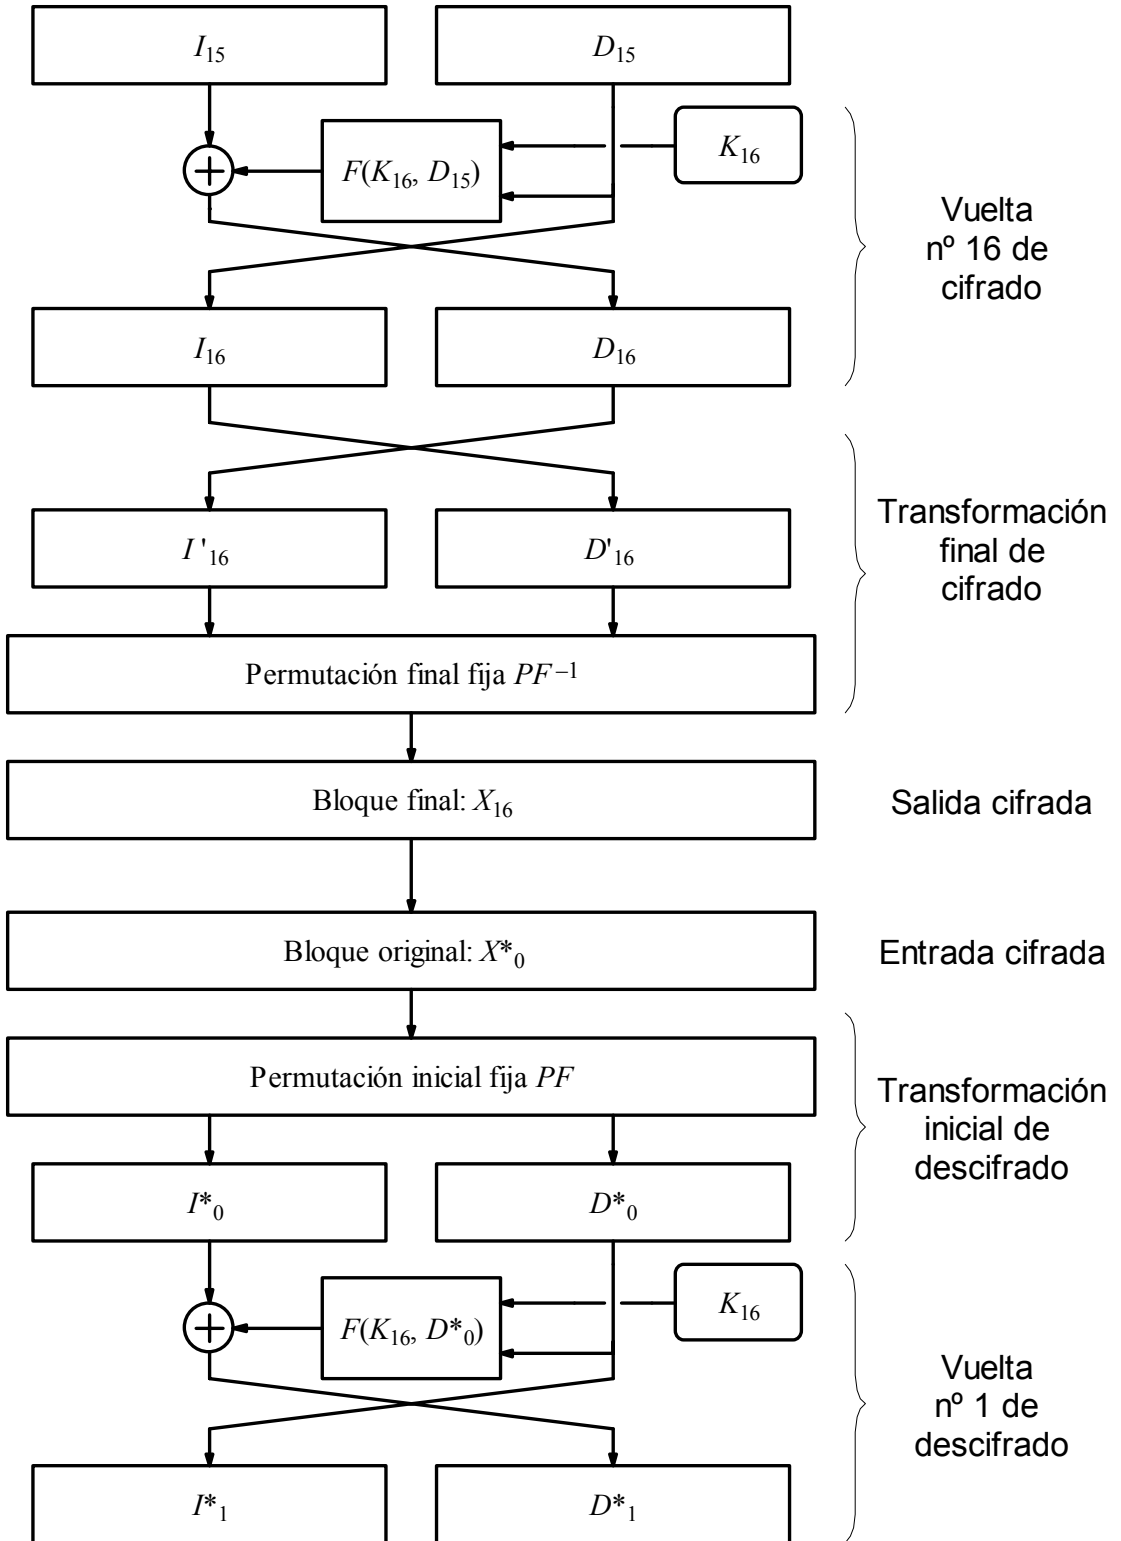 I15
D15
F(K16, D15)
K16
Vuelta
nº 16 de
cifrado
I16
D16
I'16
D'16
Transformación
final de
cifrado
Permutación final fija PF–1
Bloque final: X16
Salida cifrada
Bloque original: X*0
Entrada cifrada
Permutación inicial fija PF
Transformación
inicial de
descifrado
I*0
D*0
F(K16, D*0)
K16
Vuelta
nº 1 de
descifrado
I*1
D*1